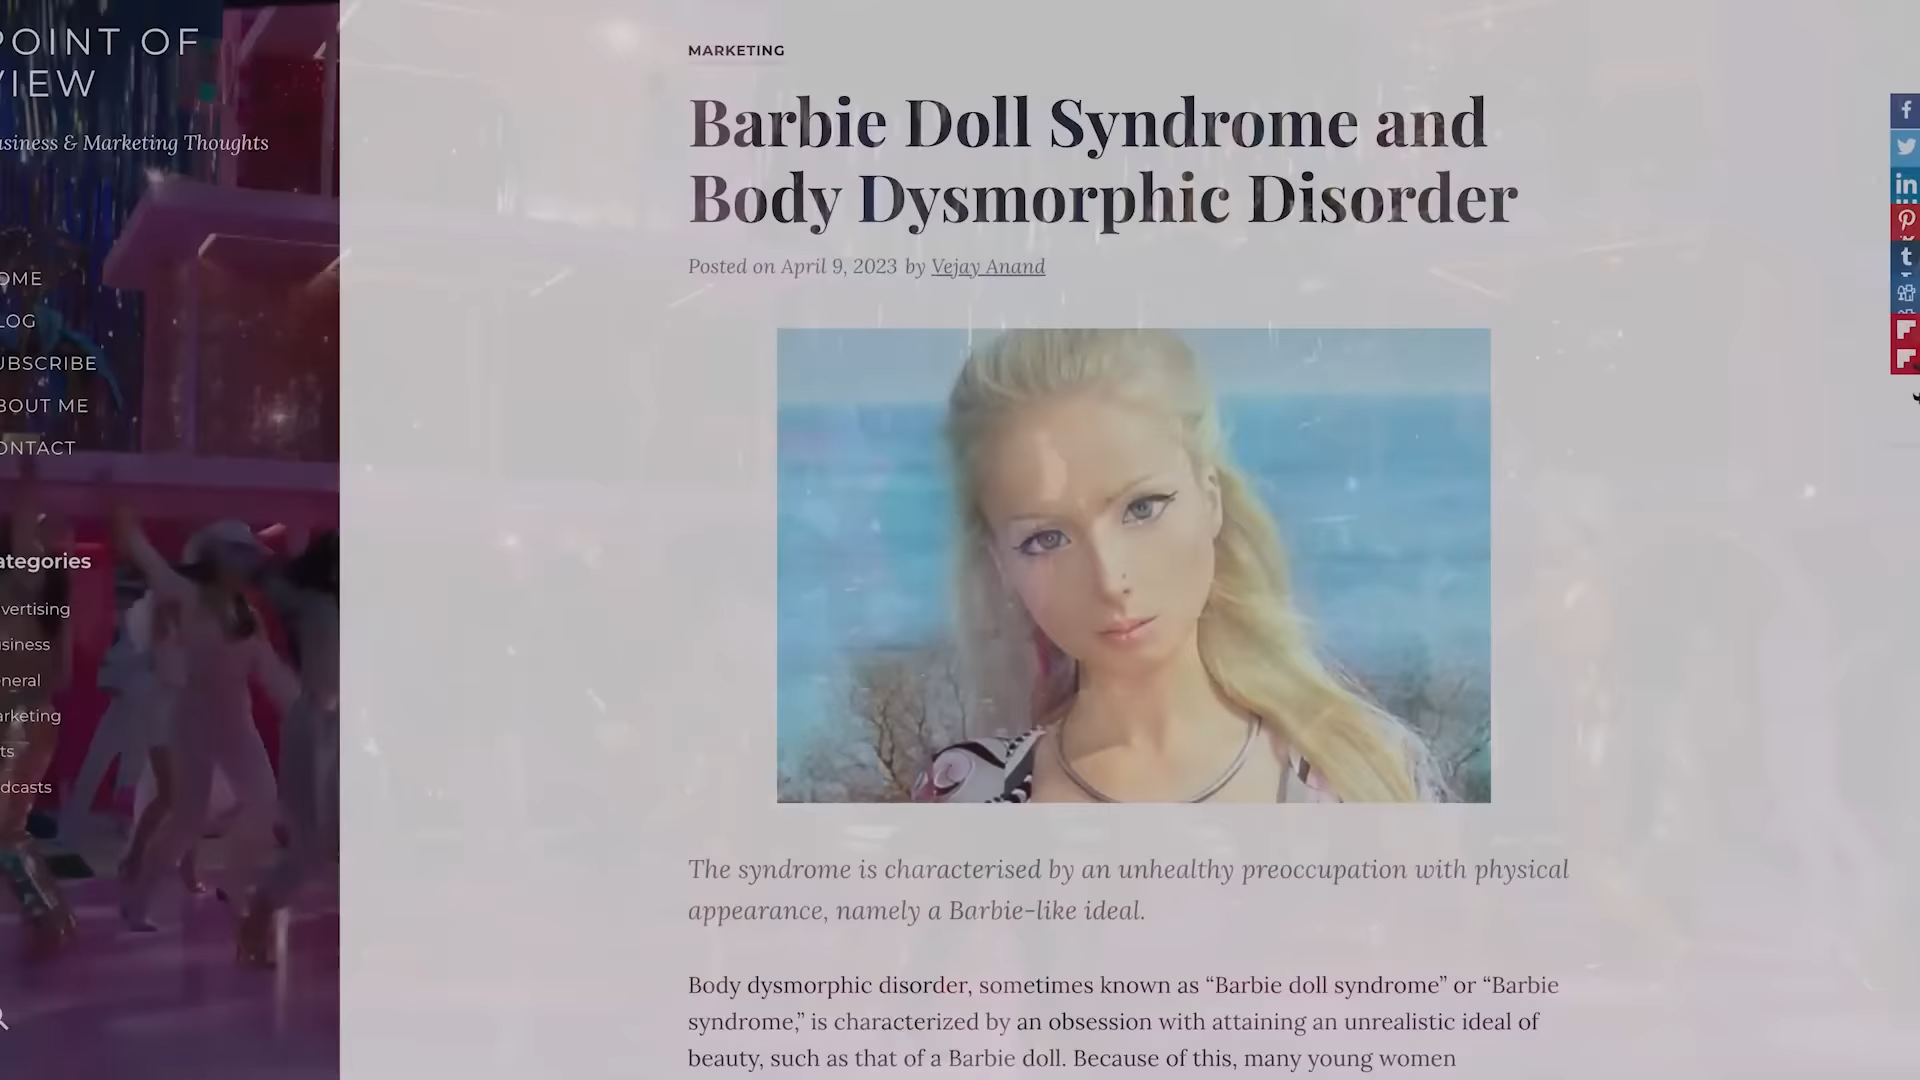 POINT OF
VIEW
usiness & Marketing Thoughts
OME
LOG
UBSCRIBE
BOUT ME
ONTACT
ategories
vertising
usiness
neral
arketing
ts
dcasts
MARKETING
Barbie Doll Syndrome and
Body Dysmorphic Disorder
Posted on April 9, 2023 by Vejay Anand
The syndrome is characterised by an unhealthy preoccupation with physical
appearance, namely a Barbie-like ideal.
Body dysmorphic disorder, sometimes known as “Barbie doll syndrome” or “Barbie
syndrome,” is characterized by an obsession with attaining an unrealistic ideal of
beauty, such as that of a Barbie doll. Because of this, many young women